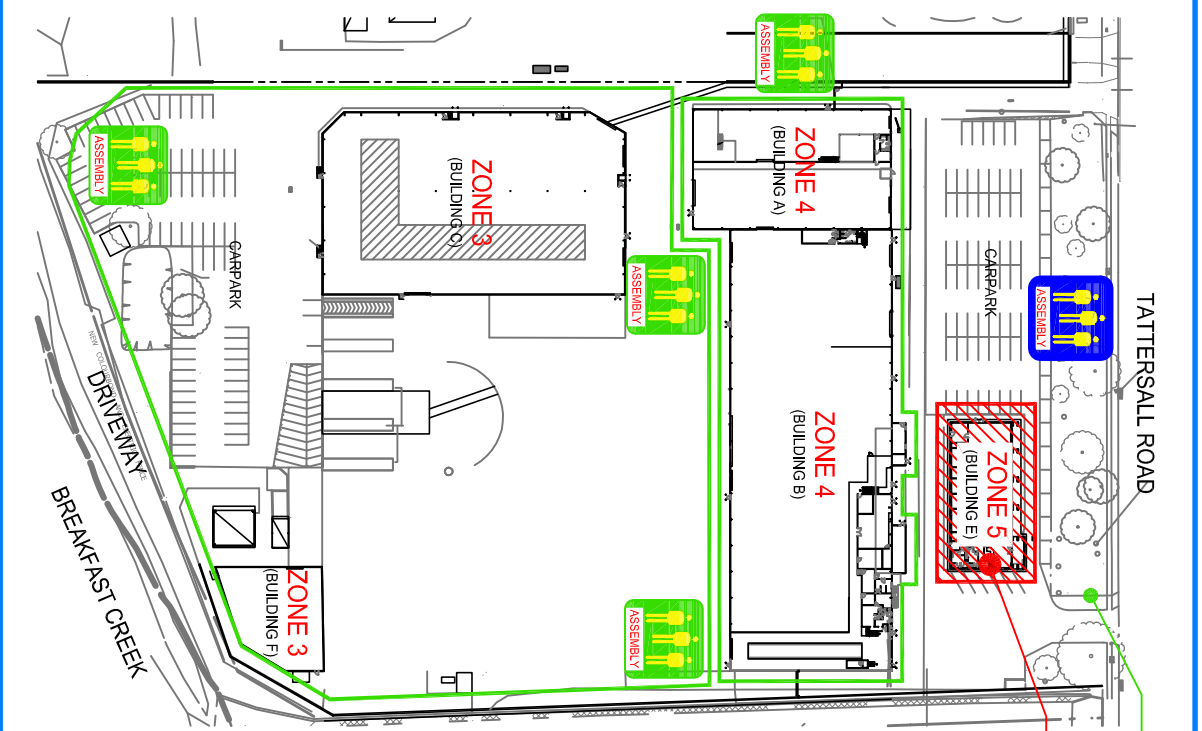 ASSEMBLY
ASSEMBLY
ZONE 3
(BUILDING C)
ZONE 4
(BUILDING A)
CARPARK
CARPARK
ASSEMBLY
ASSEMBLY
TATTERSALL ROAD
DRIVEWAY
ZONE 4
(BUILDING B)
ZONE 5
(BUILDING E)
BREAKFAST CREEK
ZONE 3
(BUILDING F)
ASSEMBLY